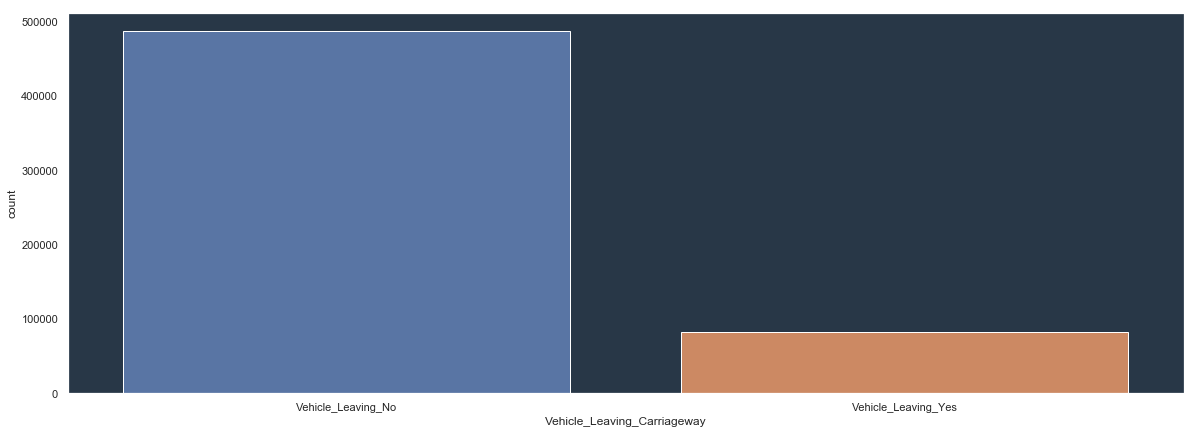 500000
400000
300000
200000
100000
0
count
Vehicle_Leaving_No
Vehicle_Leaving_Yes
Vehicle_Leaving_Carriageway